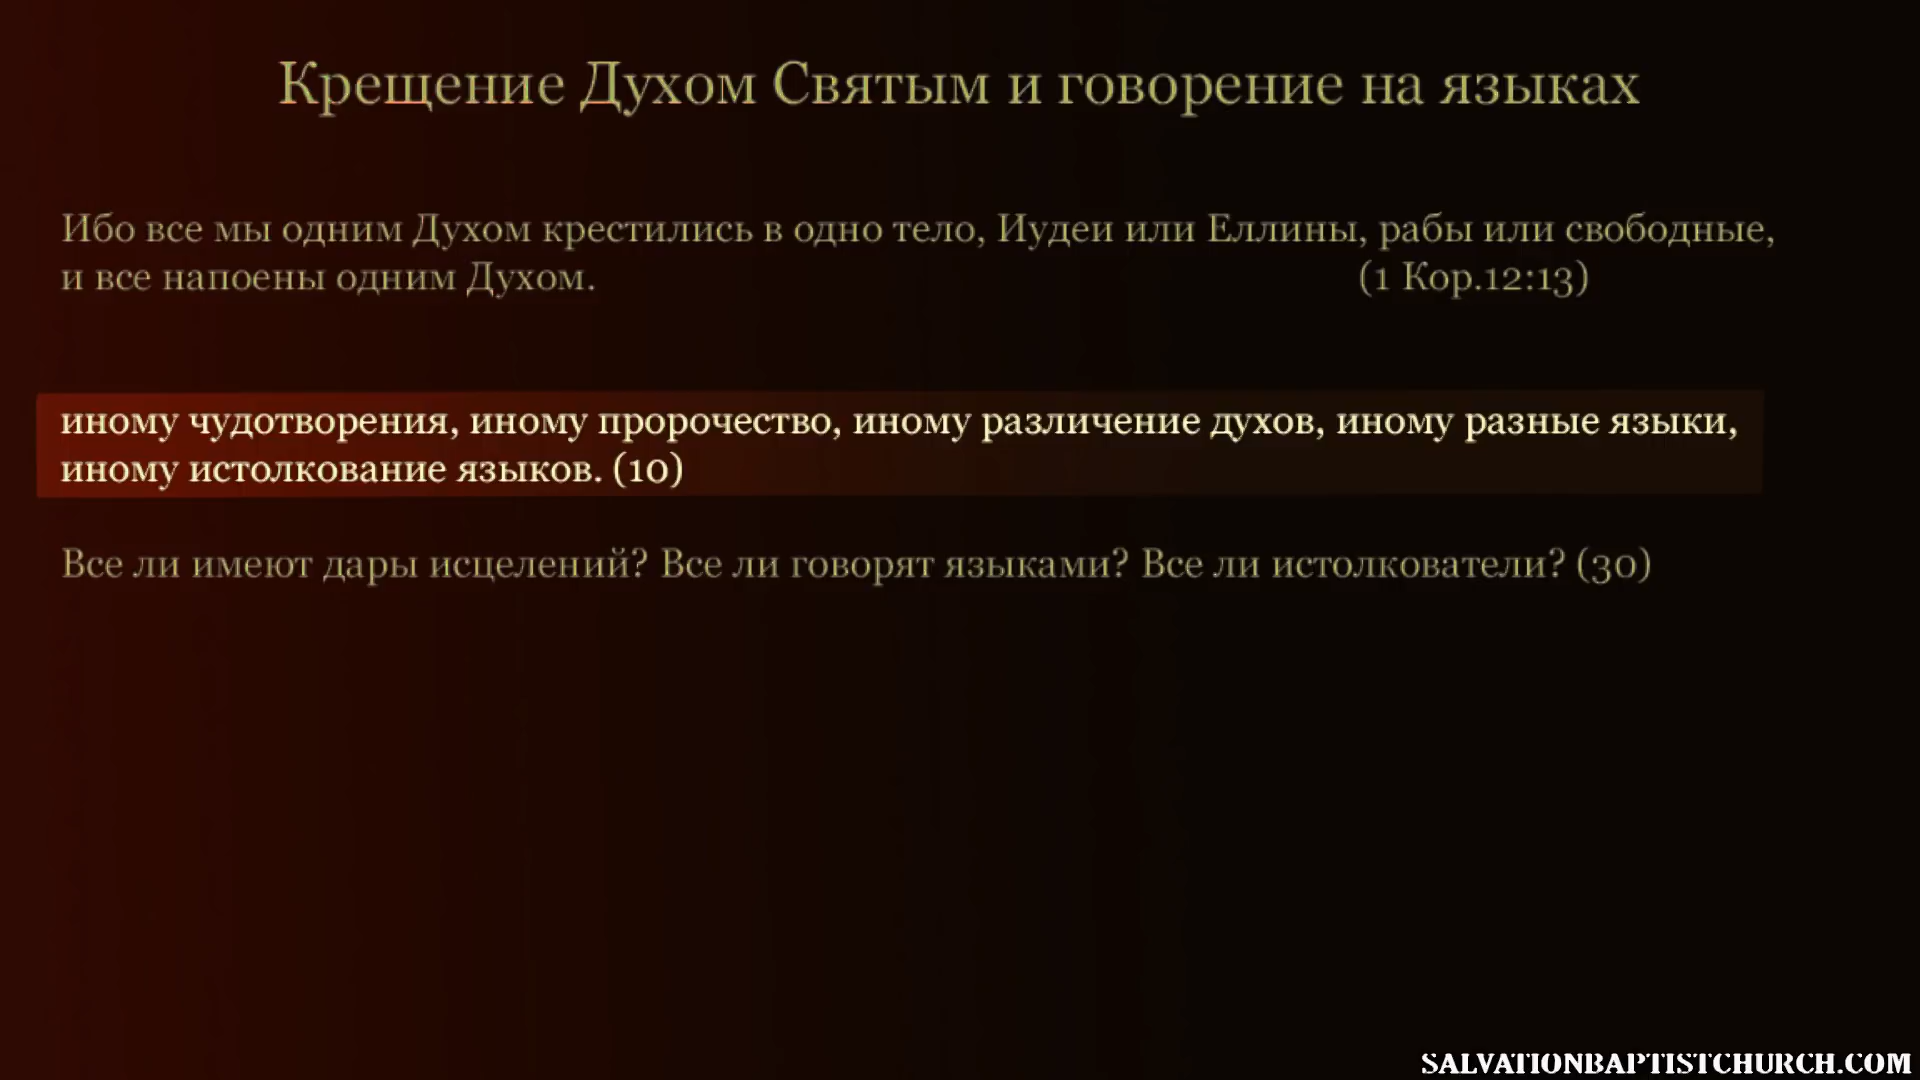 Крещение Духом Святым и говорение на языках
Ибо все мы одним Духом крестились в одно тело, Иудеи или Еллины, рабы или свободные,
и все напоены одним Духом. (1 Кор.12:13)
иному чудотворения, иному пророчество, иному различение духов, иному разные языки,
иному истолкование языков. (10)
Все ли имеют дары исцелений? Все ли говорят языками? Все ли истолкователи? (30)
SALVATIONBAPTISTCHURCH.COM